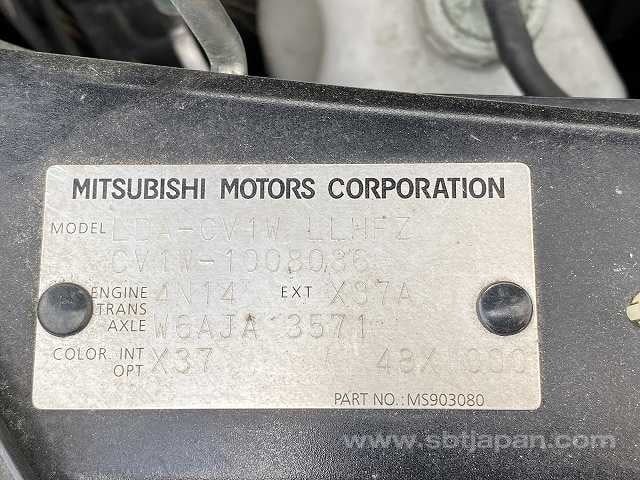 MITSUBISHI MOTORS CORPORATION
MODEL LDA-CV1W LLHFZ
CV1W-1008036
ENGINE 4N14 EXT X37A
TRANS
AXLE W6AJA 3571
COLOR. INT X37 / 48X
OPT
PART NO.:MS903080
www.sbtjapan.com